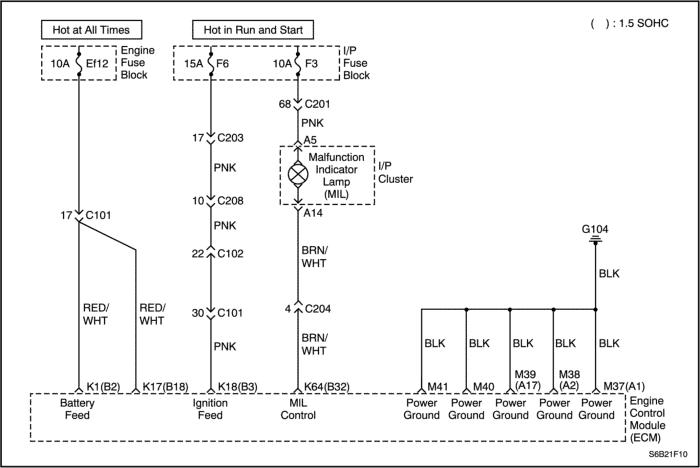 Hot at All Times
Hot in Run and Start
( ) : 1.5 SOHC
10A Ef12
Engine
Fuse
Block
15A F6
10A F3
I/P
Fuse
Block
68 C201
PNK
17 C203
A5
PNK
Malfunction
Indicator
Lamp
(MIL)
I/P
Cluster
10 C208
17 C101
A14
PNK
G104
22 C102
BRN/
WHT
BLK
RED/
WHT
RED/
WHT
30 C101
4 C204
PNK
BRN/
WHT
BLK
BLK
BLK
BLK
BLK
K1(B2)
K17(B18)
K18(B3)
K64(B32)
M41
M40
M39
(A17)
M38
(A2)
M37(A1)
Battery
Feed
Ignition
Feed
MIL
Control
Power
Ground
Power
Ground
Power
Ground
Power
Ground
Power
Ground
Engine
Control
Module
(ECM)
S6B21F10